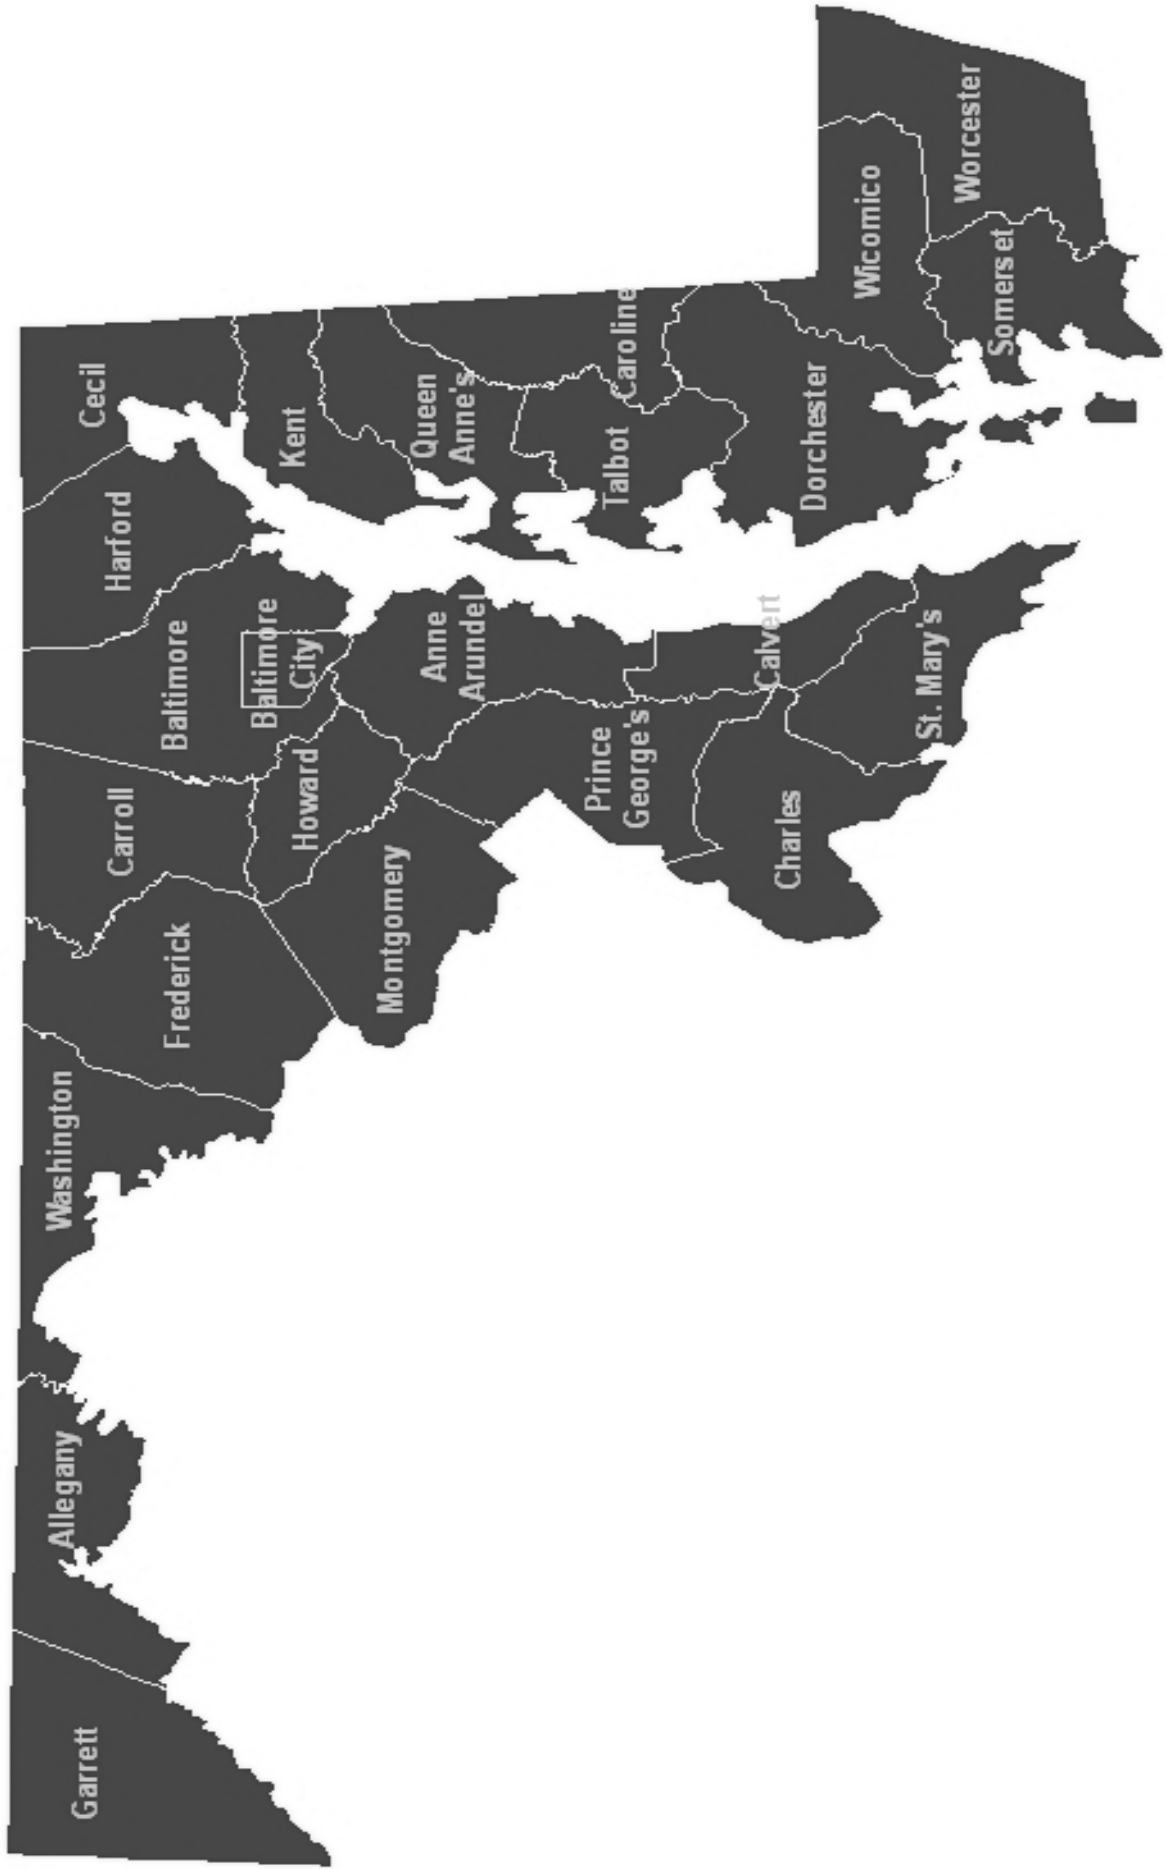 Garrett
Allegany
Washington
Frederick
Carroll
Baltimore
Harford
Cecil
Baltimore
City
Howard
Montgomery
Kent
Anne
Arundel
Queen
Anne's
Prince
George's
Talbot
Caroline
Calvert
Charles
Dorchester
St. Mary's
Wicomico
Somerset
Worcester